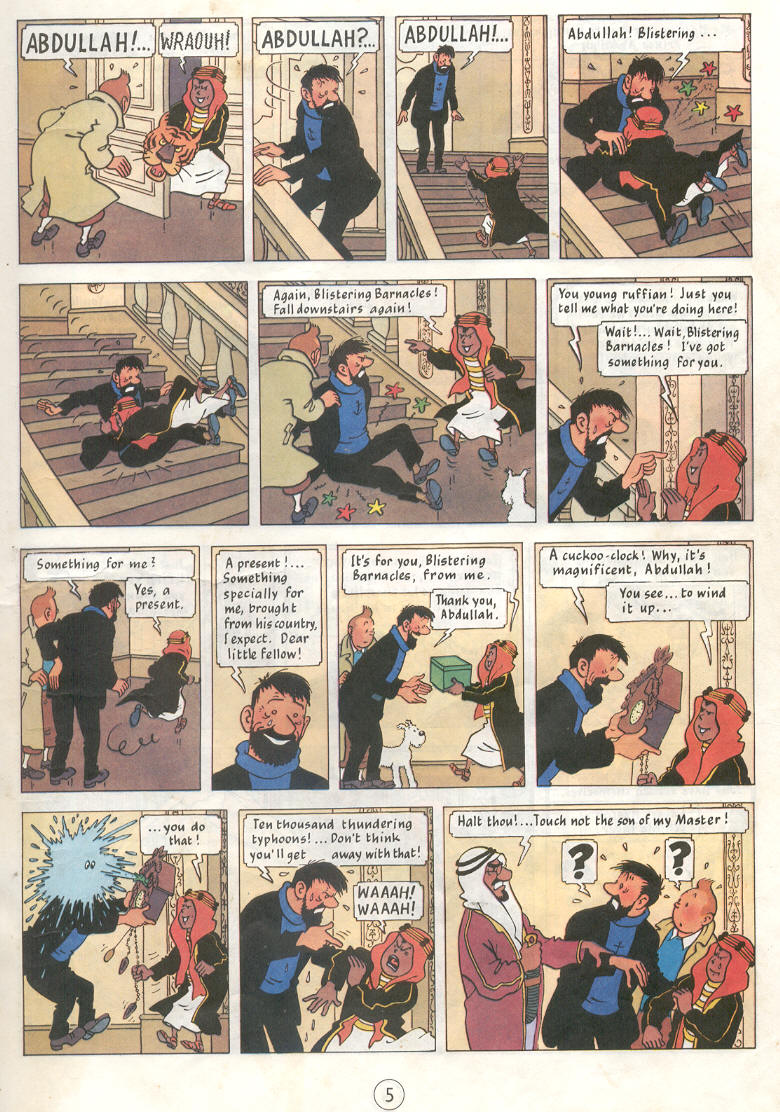 ABDULLAH!...
WRAOUH!
ABDULLAH?...
ABDULLAH!...
Abdullah! Blistering ...
Again, Blistering Barnacles!
Fall downstairs again!
You young ruffian! Just you
tell me what you're doing here!
Wait!... Wait, Blistering
Barnacles! I've got
something for you.
Something for me?
Yes, a
present.
A present!...
Something
specially for
me, brought
from his country,
I expect. Dear
little fellow!
It's for you, Blistering
Barnacles, from me.
Thank you,
Abdullah.
A cuckoo-clock! Why, it's
magnificent, Abdullah!
You see... to wind
it up...
...you do
that!
Ten thousand thundering
typhoons! ... Don't think
you'll get away with that!
WAAAH!
WAAAH!
Halt thou!...Touch not the son of my Master!
?
?
5